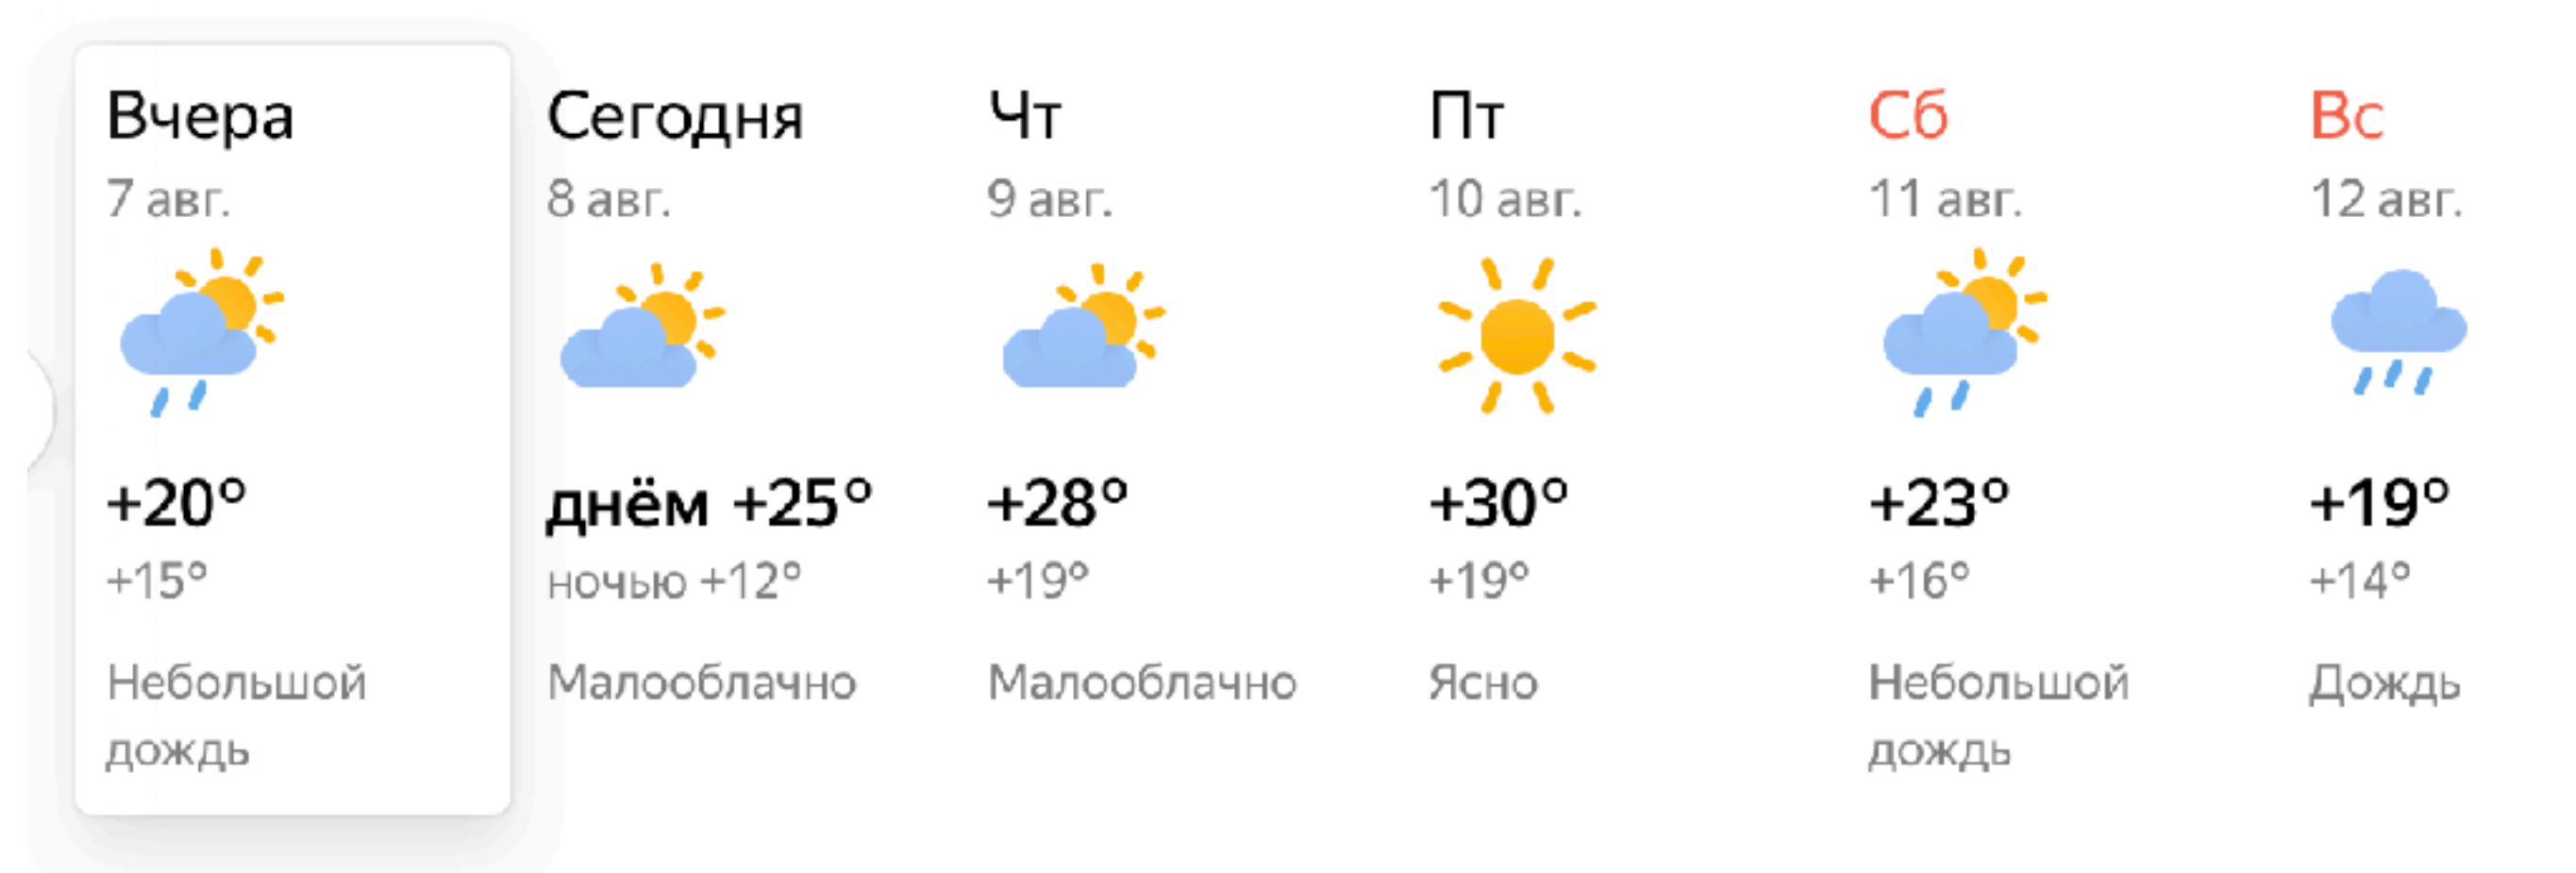 Вчера
7 авг.
+20°
+15°
Небольшой
дождь
Сегодня
8 авг.
днём +25°
ночью +12°
Малооблачно
Чт
9 авг.
+28°
+19°
Малооблачно
Пт
10 авг.
+30°
+19°
Ясно
Сб
11 авг.
+23°
+16°
Небольшой
дождь
Вс
12 авг.
+19°
+14°
Дождь